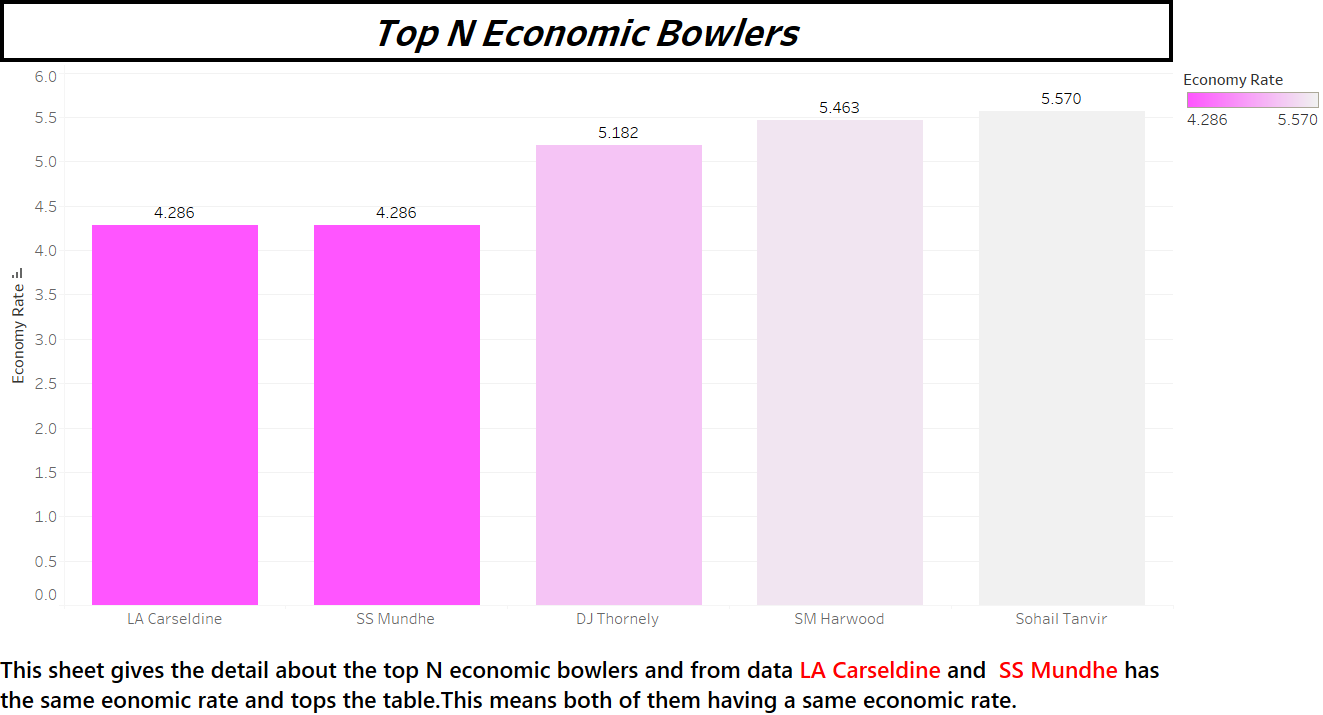 Top N Economic Bowlers
Economy Rate
4.286 5.570
6.0
5.5
5.0
4.5
4.0
3.5
3.0
2.5
2.0
1.5
1.0
0.5
0.0
Economy Rate
4.286
4.286
5.182
5.463
5.570
LA Carseldine
SS Mundhe
DJ Thornely
SM Harwood
Sohail Tanvir
This sheet gives the detail about the top N economic bowlers and from data LA Carseldine and  SS Mundhe has
the same eonomic rate and tops the table.This means both of them having a same economic rate.